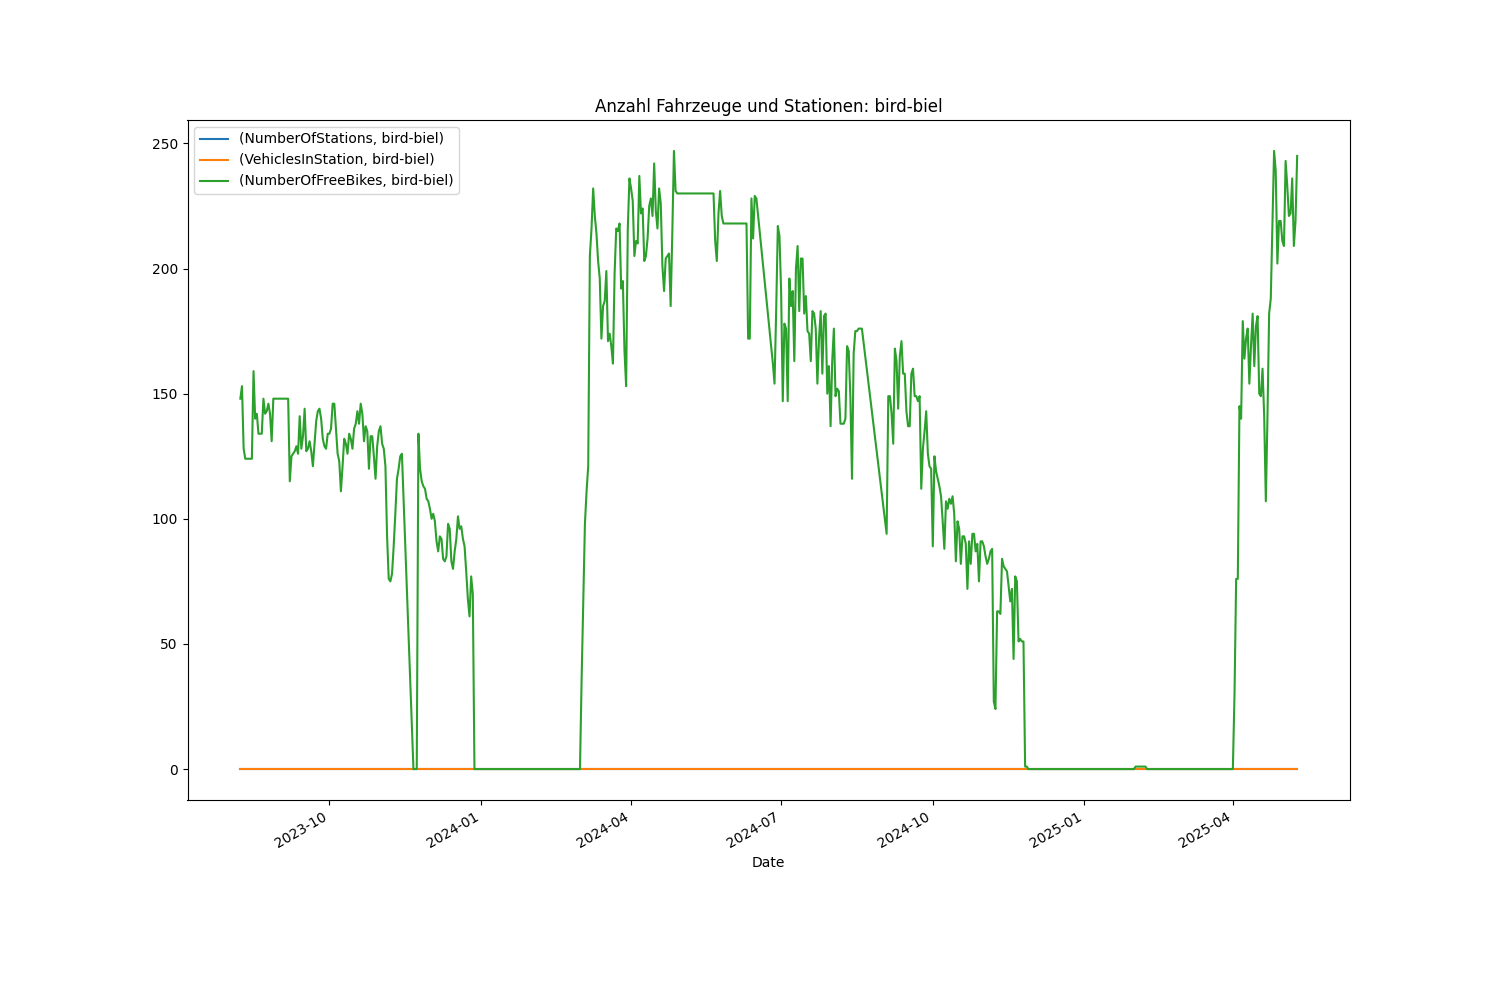 Anzahl Fahrzeuge und Stationen: bird-biel
(NumberOfStations, bird-biel)
(VehiclesInStation, bird-biel)
(NumberOfFreeBikes, bird-biel)
250
200
150
100
50
0
2023-10
2024-01
2024-04
2024-07
2024-10
2025-01
2025-04
Date